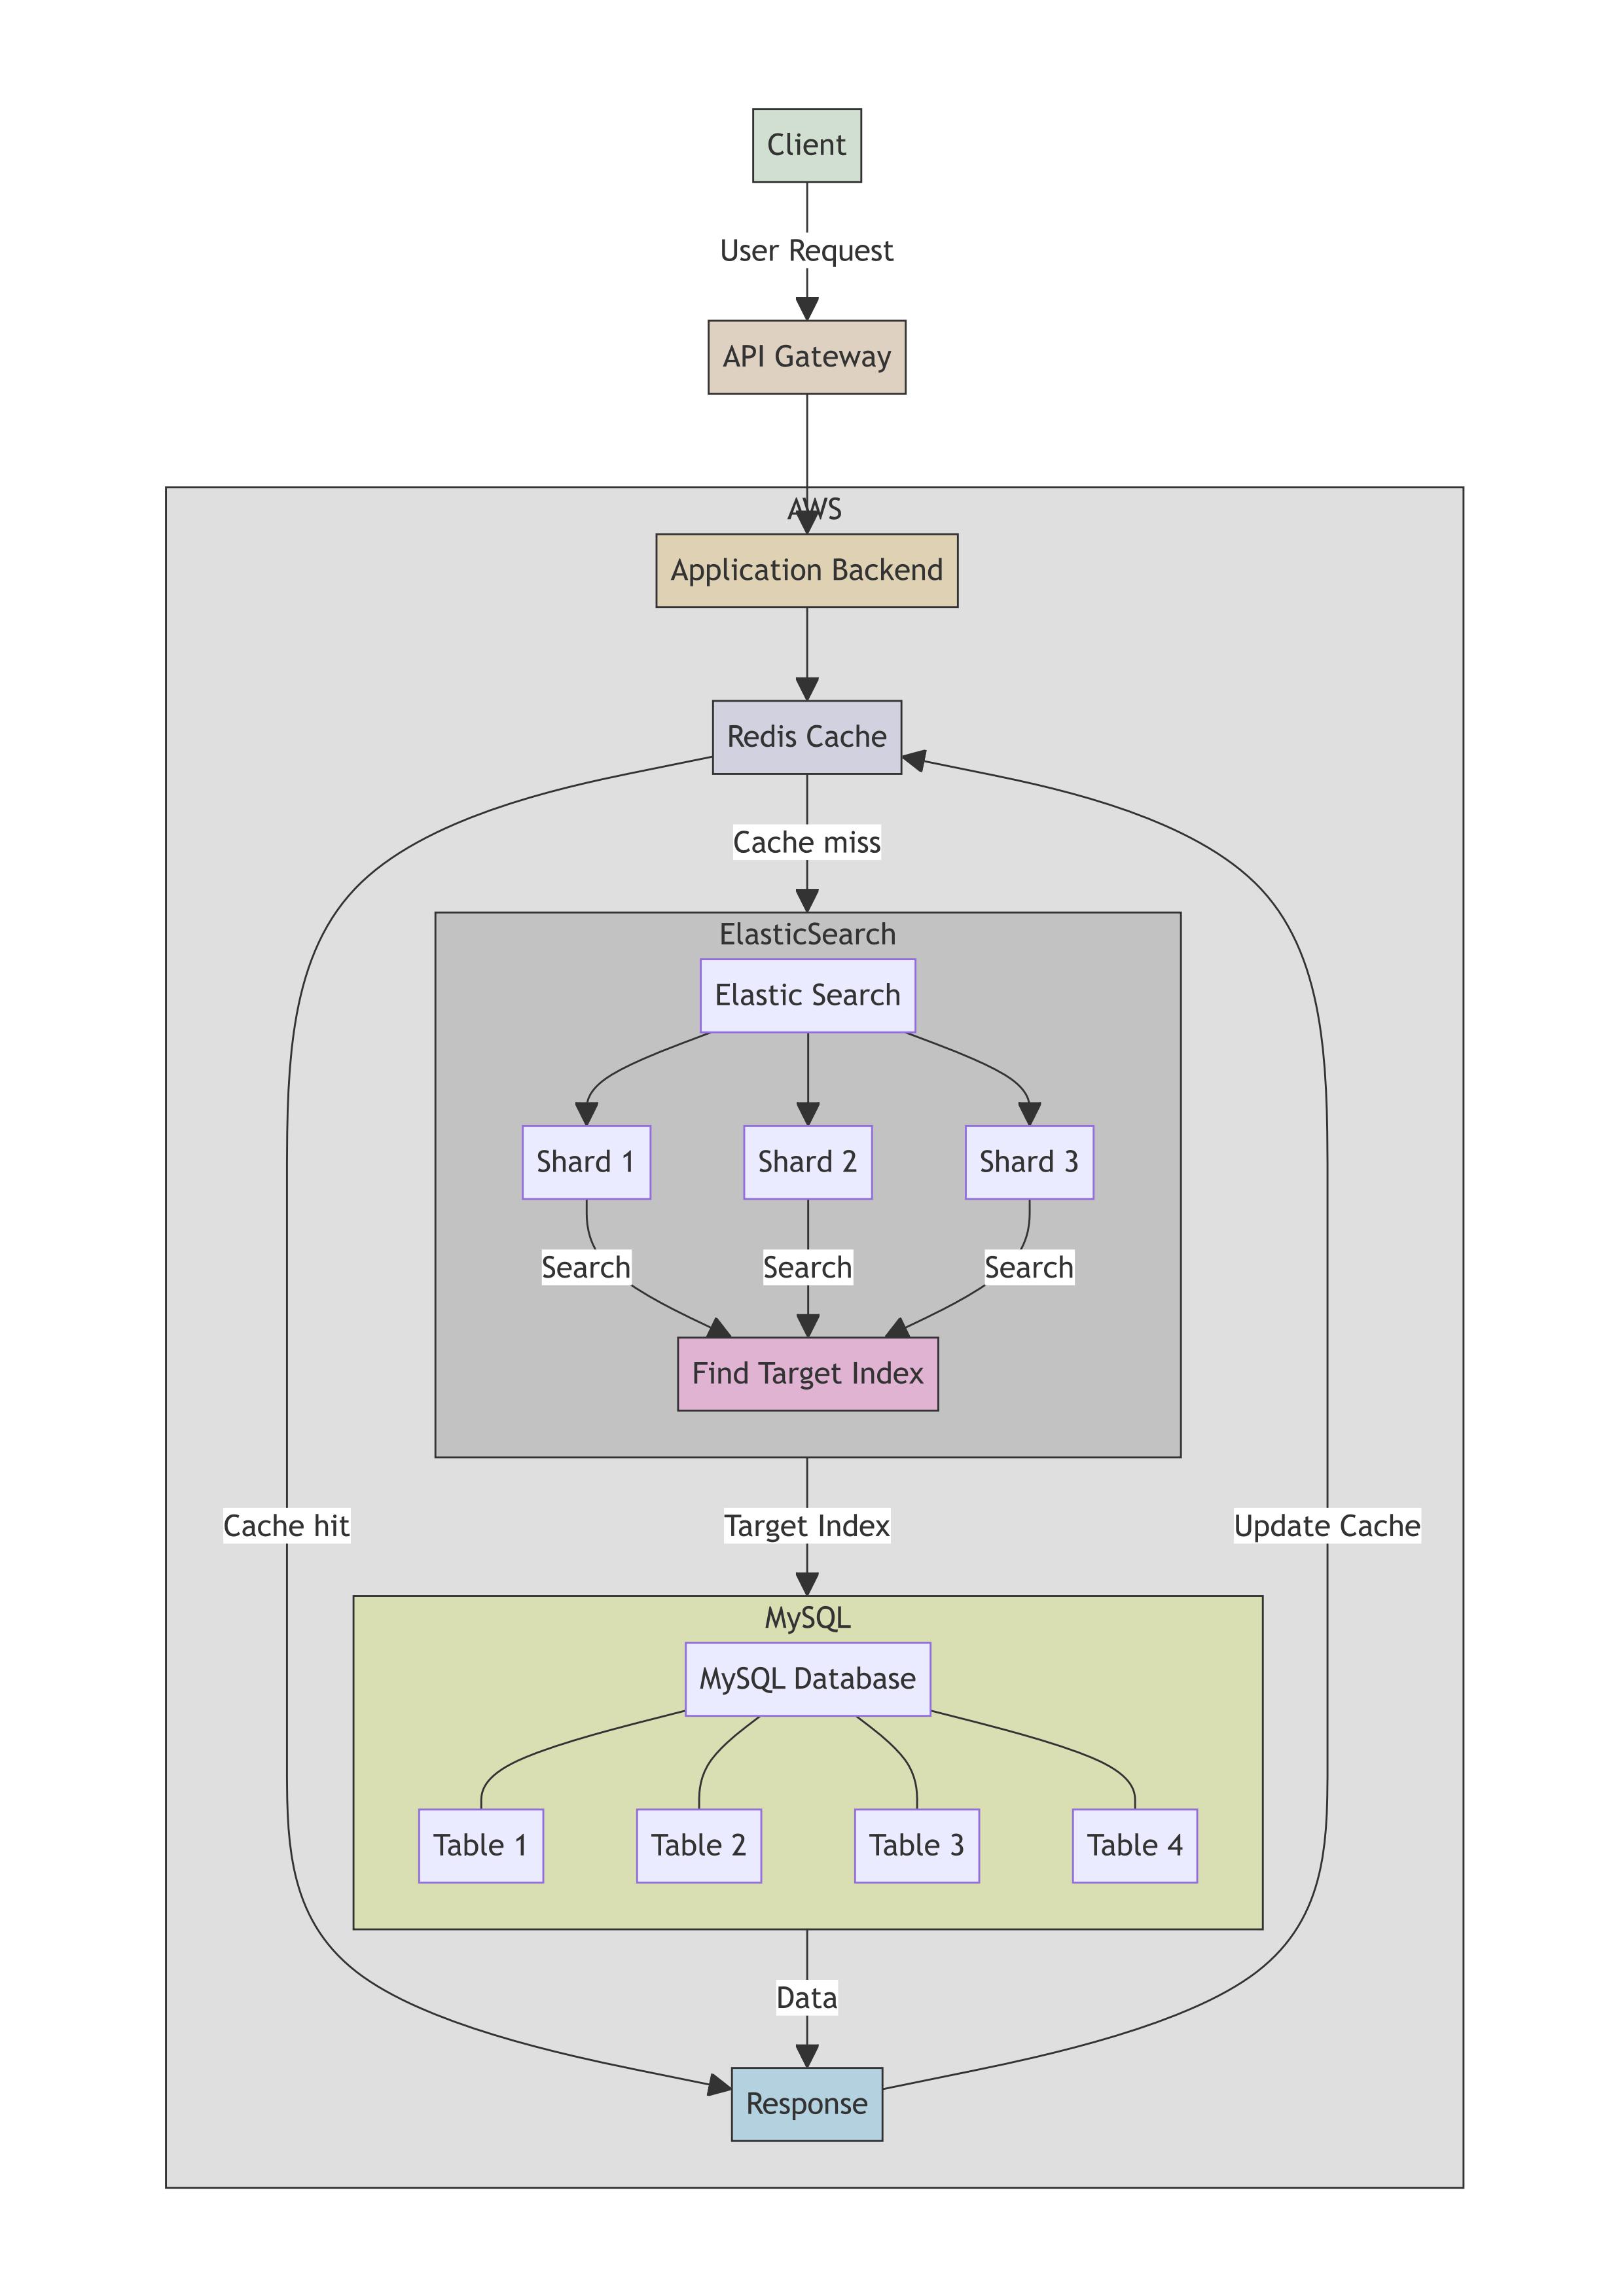 Client
User Request
API Gateway
AWS
Application Backend
Redis Cache
Cache miss
ElasticSearch
Elastic Search
Shard 1
Shard 2
Shard 3
Search
Search
Search
Find Target Index
Cache hit
Target Index
Update Cache
MySQL
MySQL Database
Table 1
Table 2
Table 3
Table 4
Data
Response